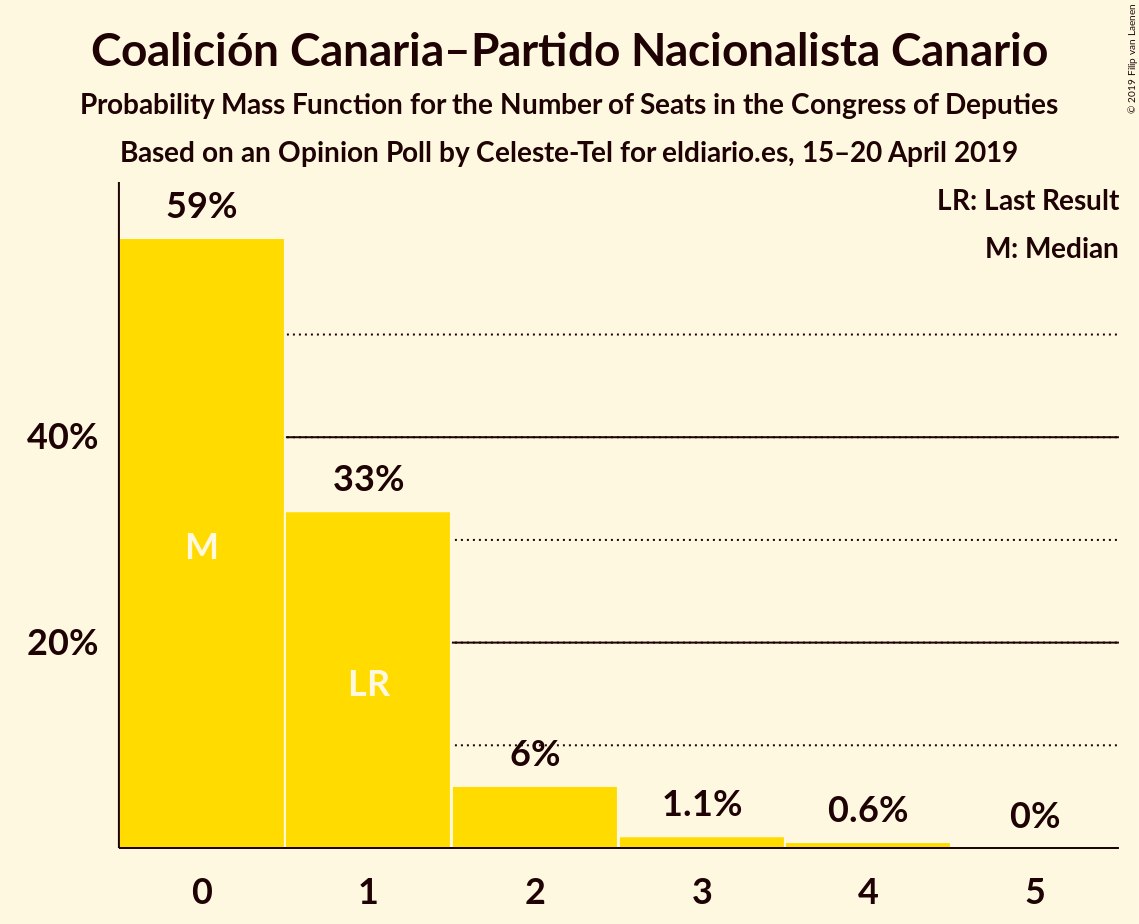 Coalición Canaria–Partido Nacionalista Canario
Probability Mass Function for the Number of Seats in the Congress of Deputies
Based on an Opinion Poll by Celeste-Tel for eldiario.es, 15–20 April 2019
© 2019 Filip van Laenen
LR: Last Result
M: Median
59%
40%
33%
M
20%
LR
6%
1.1%
0.6%
0%
0 1 2 3 4 5